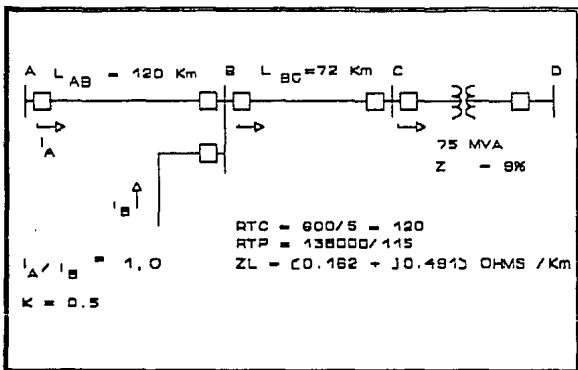 A L AB = 120 Km B L BC =72 Km C D
I A
75 MVA
Z = 9%
I B
RTC = 600/5 = 120
RTP = 138000/115
I A / I B = 1,0 ZL = (0.162 + J0.491) OHMS /Km
K = 0.5